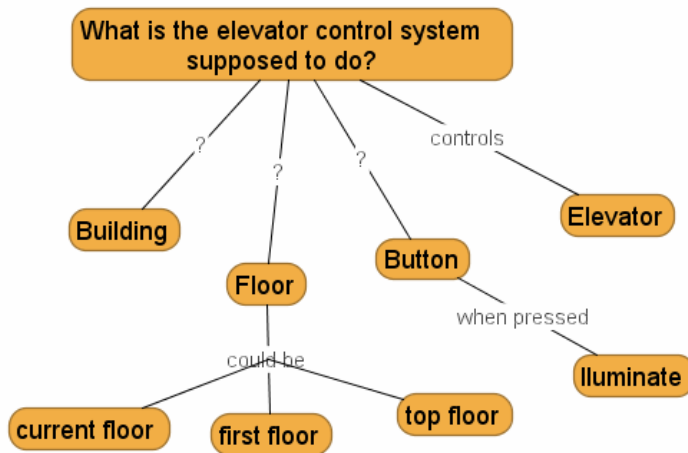 What is the elevator control system
supposed to do?
?
?
?
controls
Building
Floor
Button
Elevator
when pressed
could be
Iluminate
current floor
first floor
top floor